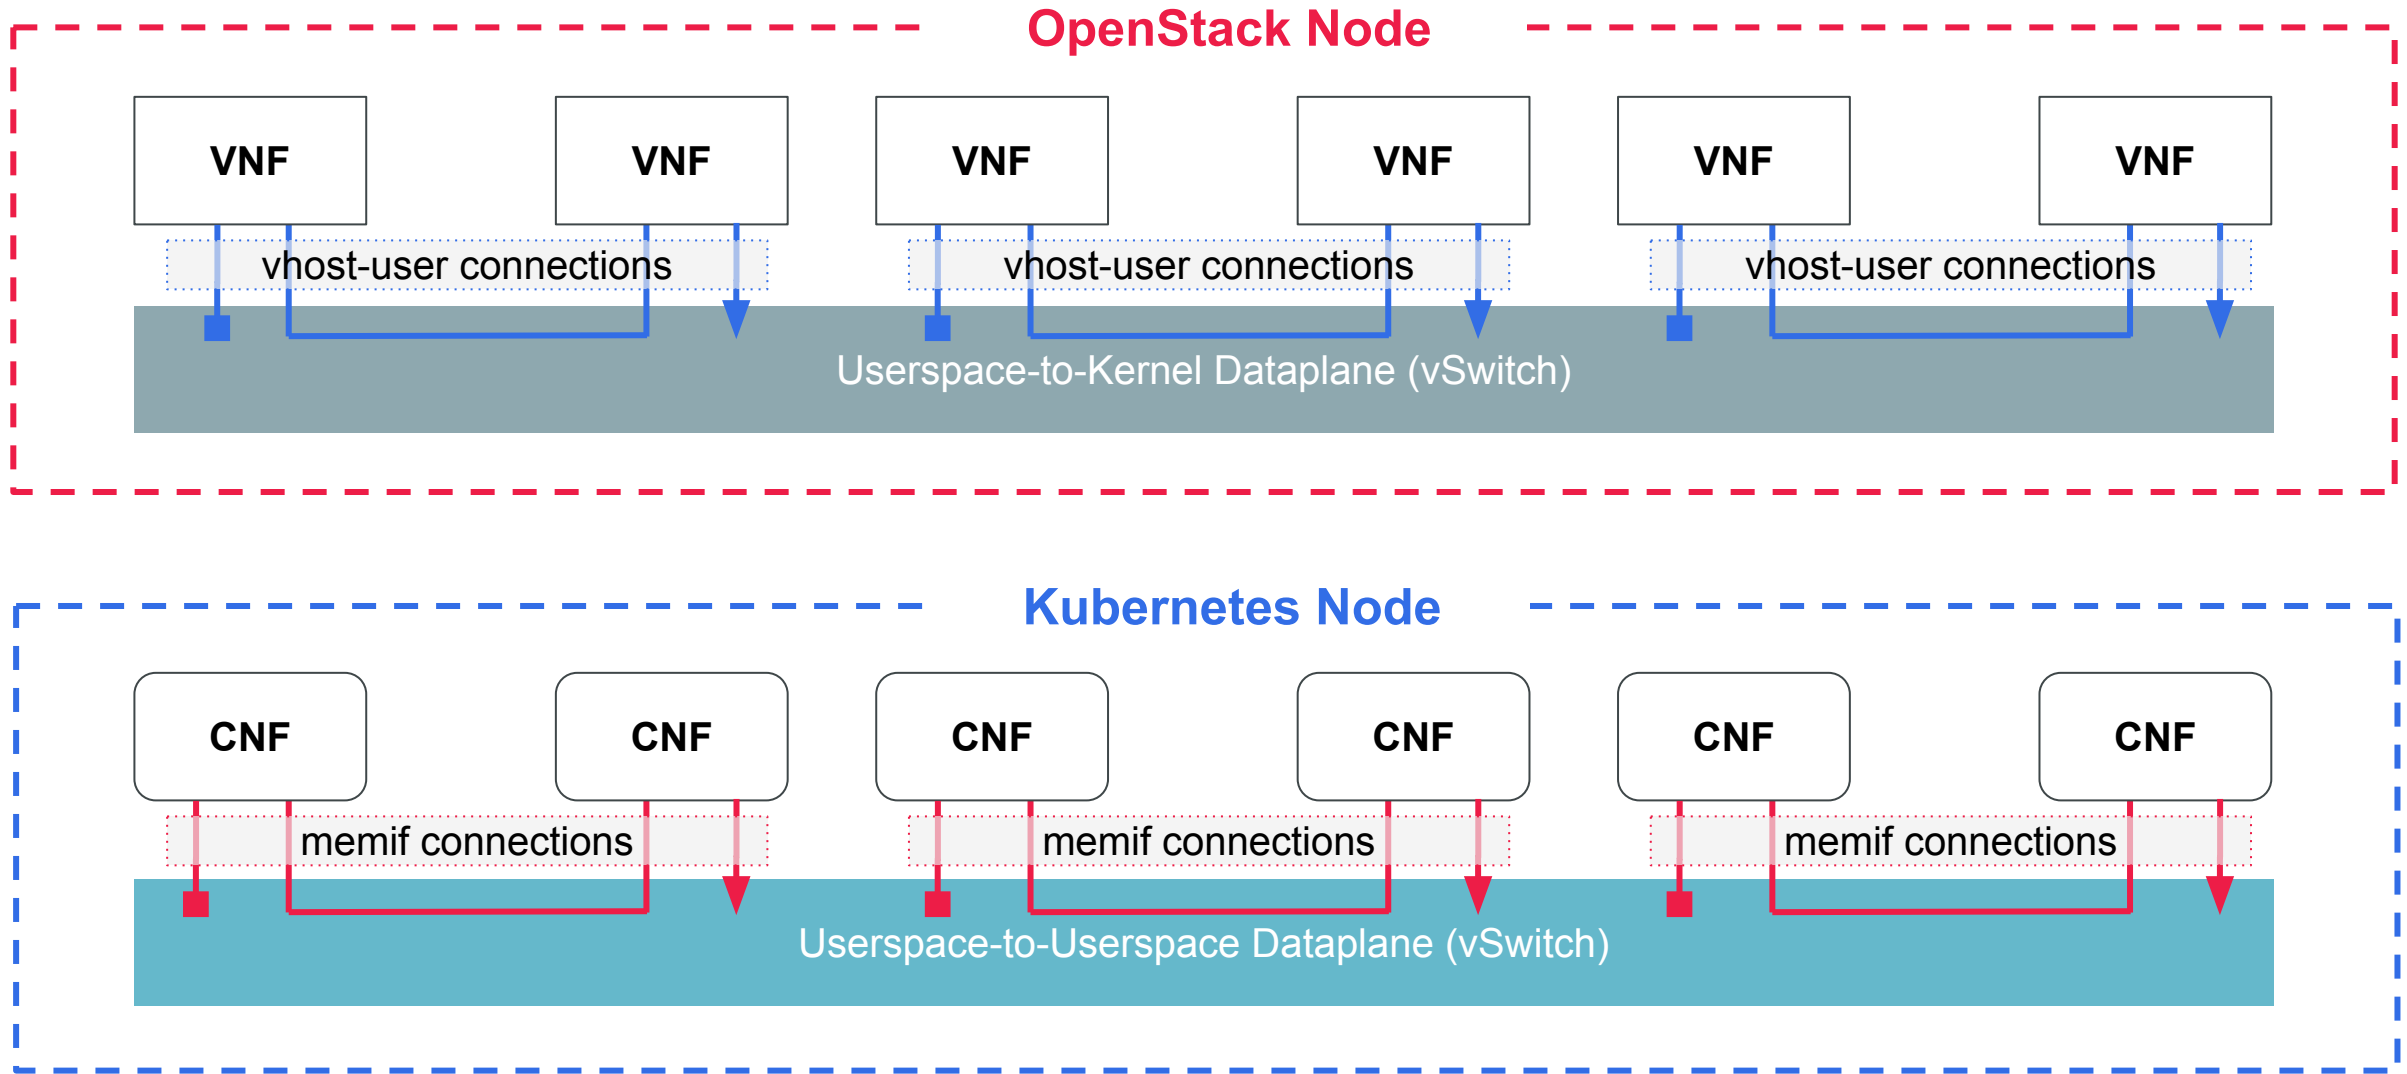 OpenStack Node
VNF VNF VNF VNF VNF VNF
vhost-user connections vhost-user connections vhost-user connections
Userspace-to-Kernel Dataplane (vSwitch)
Kubernetes Node
CNF CNF CNF CNF CNF CNF
memif connections memif connections memif connections
Userspace-to-Userspace Dataplane (vSwitch)